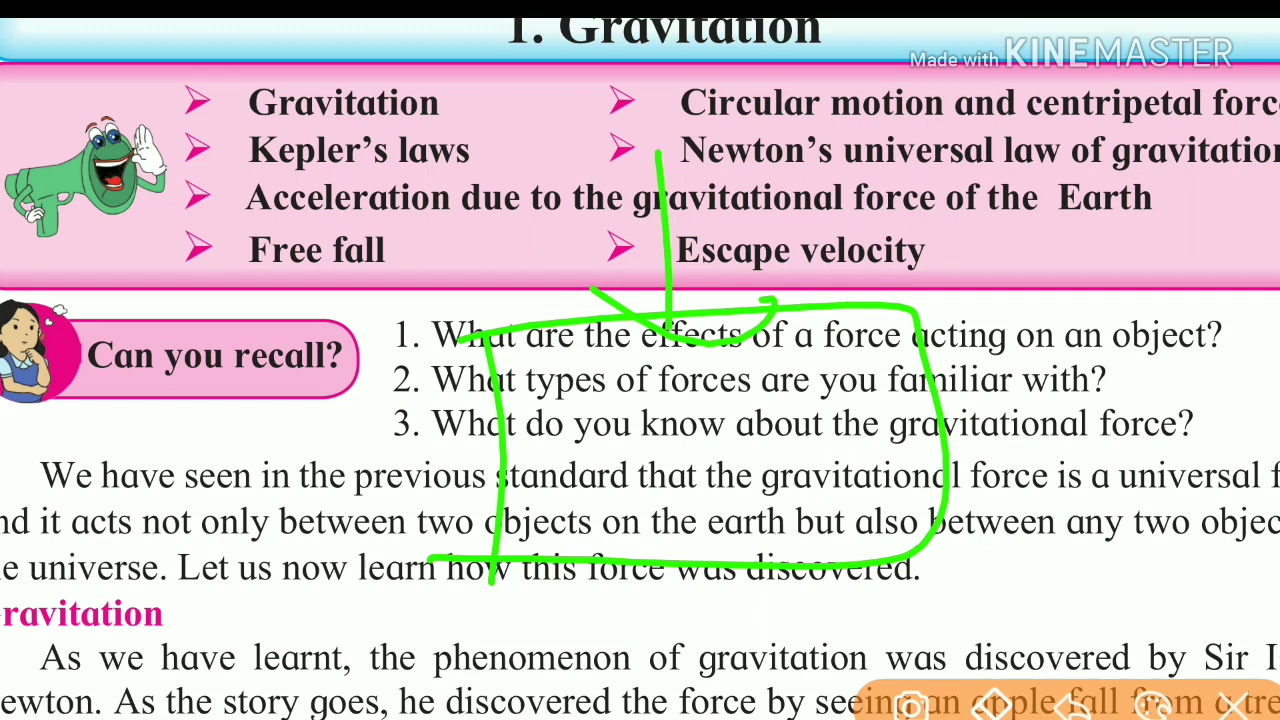 1. Gravitation
Made with KINEMASTER
➢ Gravitation ➢ Circular motion and centripetal forc
➢ Kepler’s laws ➢ Newton’s universal law of gravitation
➢ Acceleration due to the gravitational force of the Earth
➢ Free fall ➢ Escape velocity
Can you recall?
1. What are the effects of a force acting on an object?
2. What types of forces are you familiar with?
3. What do you know about the gravitational force?
We have seen in the previous standard that the gravitational force is a universal f
nd it acts not only between two objects on the earth but also between any two objec
e universe. Let us now learn how this force was discovered.
ravitation
As we have learnt, the phenomenon of gravitation was discovered by Sir I
ewton. As the story goes, he discovered the force by seeing an apple fall from a tre